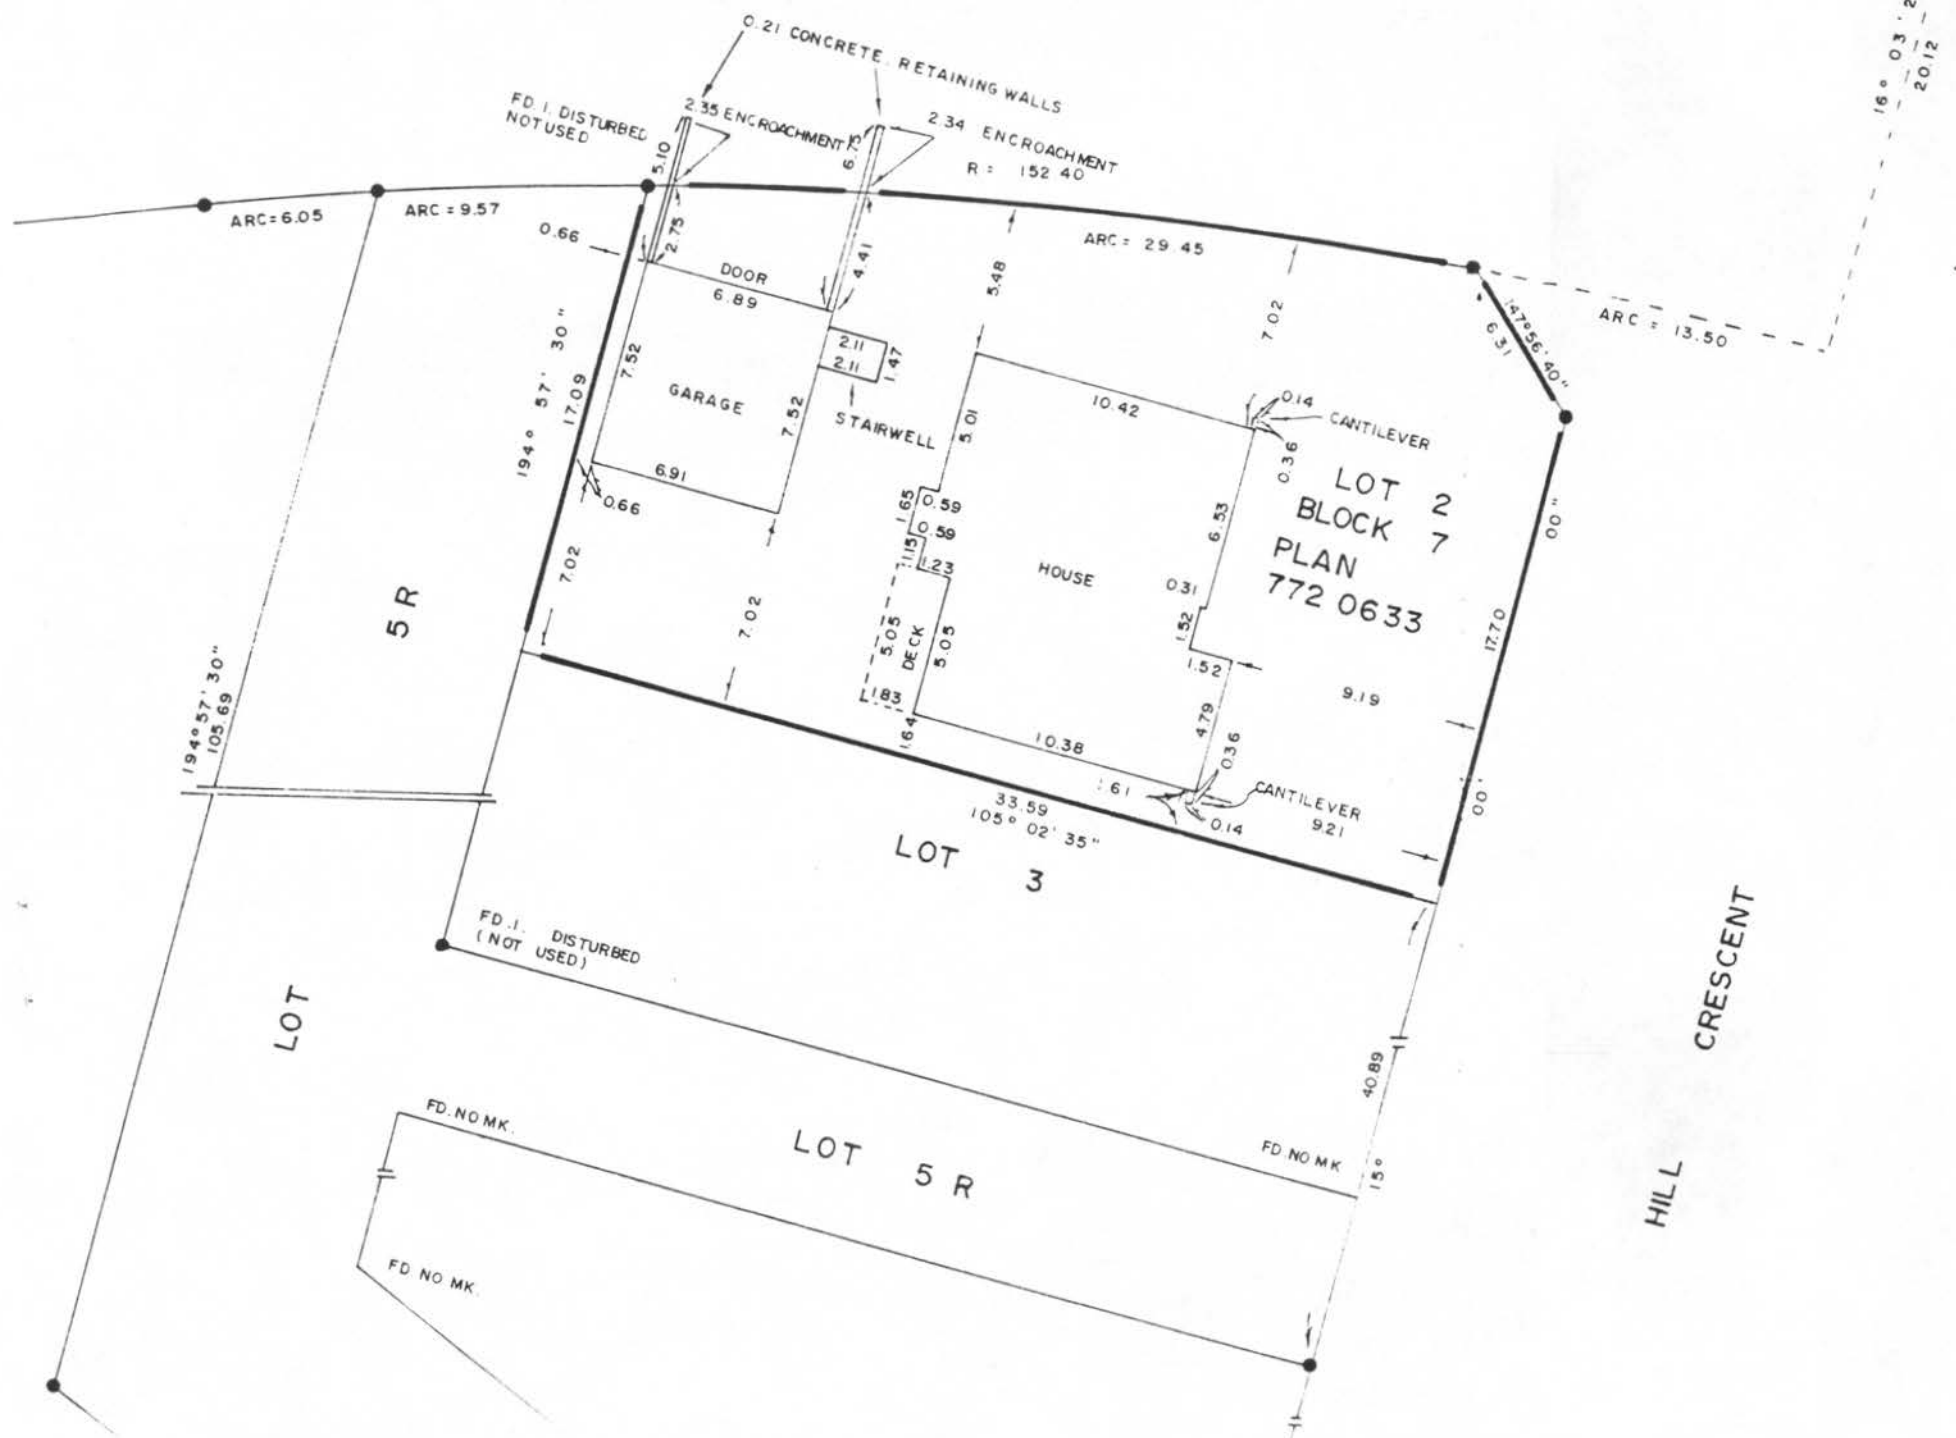 0.21 CONCRETE. RETAINING WALLS
FD. I. DISTURBED
NOT USED
2.35 ENCROACHMENT
2.34 ENCROACHMENT
R = 152.40
16° 03'
20.12
5.10
6.75
ARC=6.05
ARC = 9.57
0.66
2.75
4.41
DOOR
6.89
5.48
ARC = 29.45
7.02
147°56'40"
6.31
ARC = 13.50
194° 57' 30"
17.09
7.52
GARAGE
7.52
2.11
2.11
1.47
STAIRWELL
5.01
10.42
0.14
CANTILEVER
0.36
6.91
0.66
7.02
7.02
1.65
0.59
0.59
1.15
1.23
HOUSE
6.53
0.31
1.52
1.52
LOT 2
BLOCK 7
PLAN
772 0633
00"
17.70
00'
5.05
DECK
5.05
1.83
1.64
10.38
4.79
0.36
9.19
1.61
CANTILEVER
9.21
0.14
33.59
105° 02' 35"
5 R
194° 57' 30"
105.69
LOT 3
FD. I. DISTURBED
(NOT USED)
LOT
40.89
15°
FD. NO MK.
FD. NO MK
LOT 5 R
FD NO MK.
HILL CRESCENT